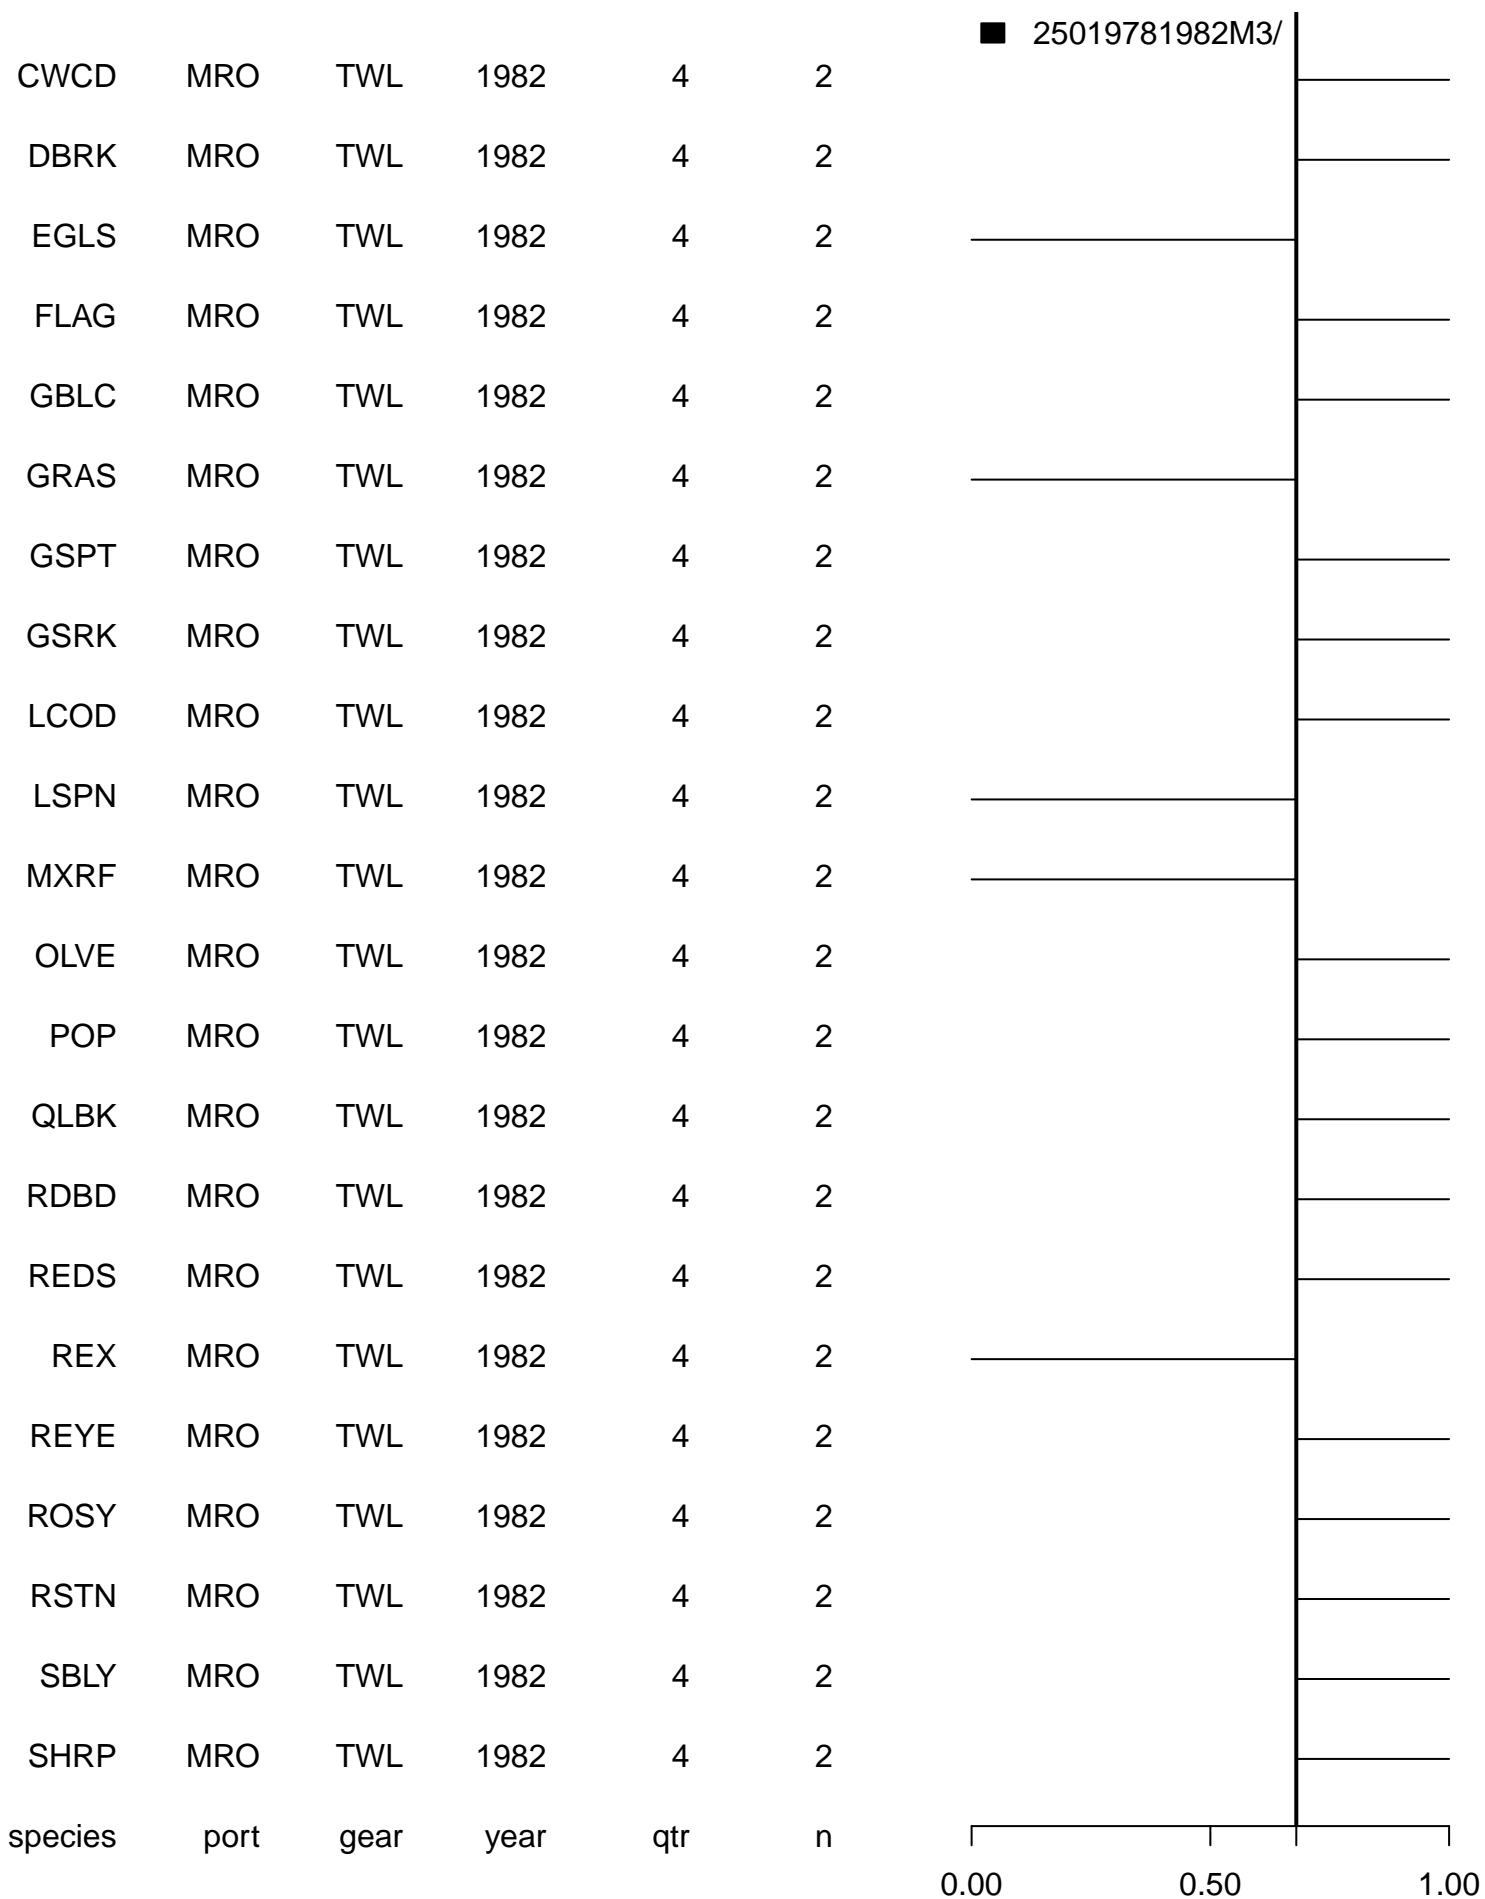 25019781982M3/
CWCD MRO TWL 1982 4 2
DBRK MRO TWL 1982 4 2
EGLS MRO TWL 1982 4 2
FLAG MRO TWL 1982 4 2
GBLC MRO TWL 1982 4 2
GRAS MRO TWL 1982 4 2
GSPT MRO TWL 1982 4 2
GSRK MRO TWL 1982 4 2
LCOD MRO TWL 1982 4 2
LSPN MRO TWL 1982 4 2
MXRF MRO TWL 1982 4 2
OLVE MRO TWL 1982 4 2
POP MRO TWL 1982 4 2
QLBK MRO TWL 1982 4 2
RDBD MRO TWL 1982 4 2
REDS MRO TWL 1982 4 2
REX MRO TWL 1982 4 2
REYE MRO TWL 1982 4 2
ROSY MRO TWL 1982 4 2
RSTN MRO TWL 1982 4 2
SBLY MRO TWL 1982 4 2
SHRP MRO TWL 1982 4 2
species port gear year qtr n
0.00 0.50 1.00